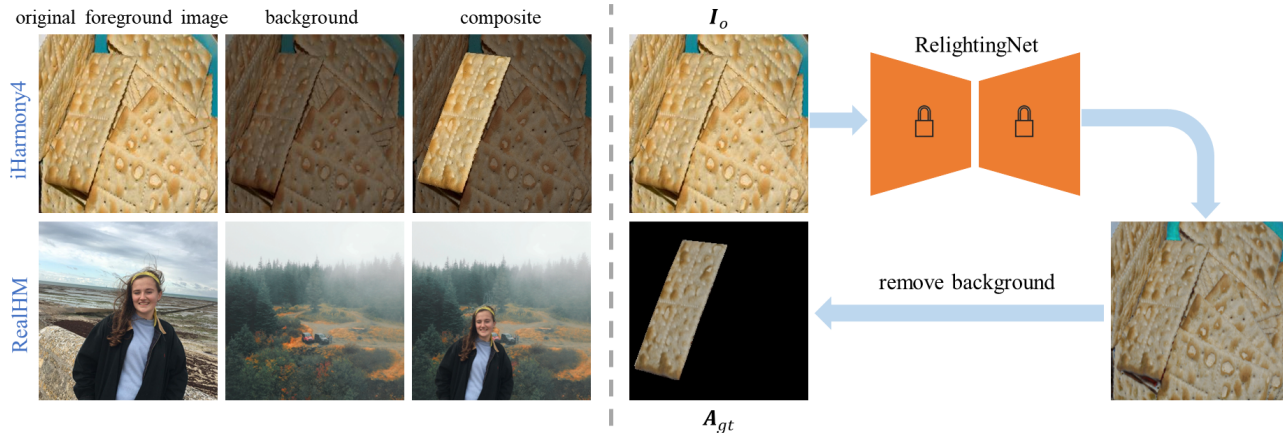 original foreground image
background
composite
iHarmony4
RealHM
I_o
RelightingNet
remove background
A_gt